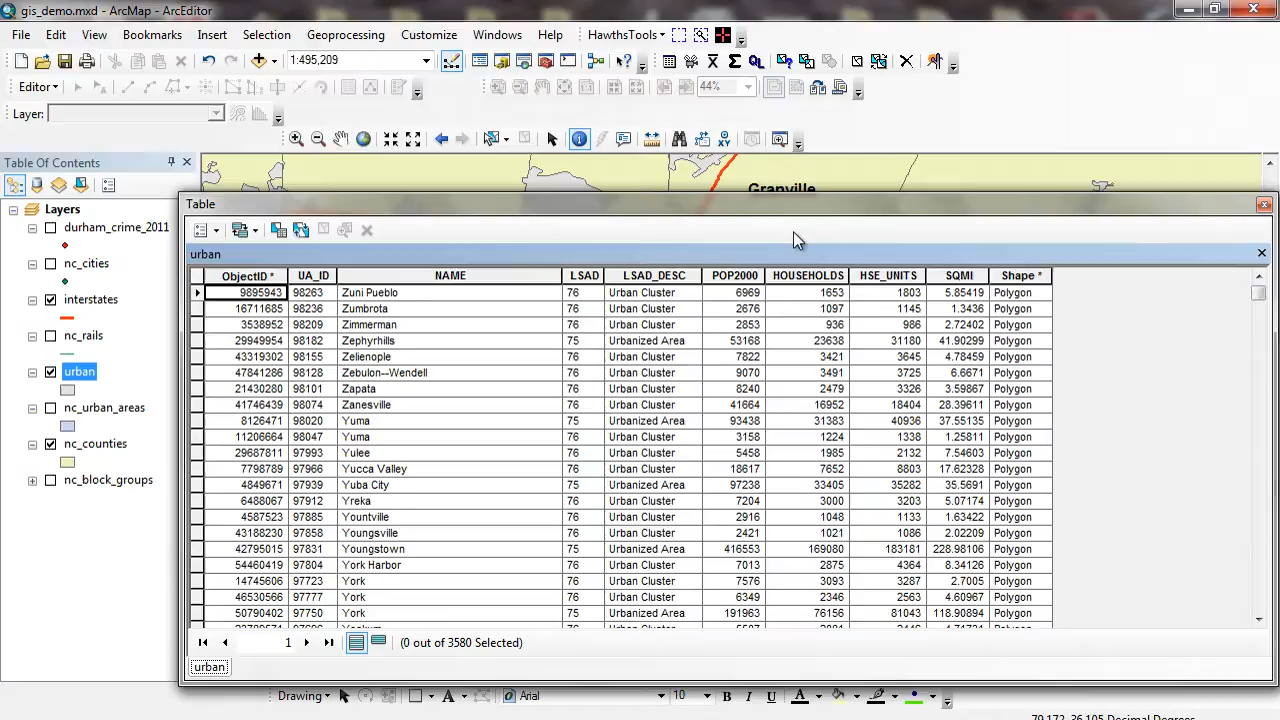 gis_demo.mxd - ArcMap - ArcEditor
File Edit View Bookmarks Insert Selection Geoprocessing Customize Windows Help HawthsTools
1:495,209
Editor 44%
Layer:
Table Of Contents
Layers
durham_crime_2011
nc_cities
interstates
nc_rails
urban
nc_urban_areas
nc_counties
nc_block_groups
Granville
Table
urban
ObjectID * UA_ID NAME LSAD LSAD_DESC POP2000 HOUSEHOLDS HSE_UNITS SQMI Shape *
9895943 98263 Zuni Pueblo 76 Urban Cluster 6969 1653 1803 5.85419 Polygon
16711685 98236 Zumbrota 76 Urban Cluster 2676 1097 1145 1.3436 Polygon
3538952 98209 Zimmerman 76 Urban Cluster 2853 936 986 2.72402 Polygon
29949954 98182 Zephyrhills 75 Urbanized Area 53168 23638 31180 41.90299 Polygon
43319302 98155 Zelienople 76 Urban Cluster 7822 3421 3645 4.78459 Polygon
47841286 98128 Zebulon--Wendell 76 Urban Cluster 9070 3491 3725 6.6671 Polygon
21430280 98101 Zapata 76 Urban Cluster 8240 2479 3326 3.59867 Polygon
41746439 98074 Zanesville 76 Urban Cluster 41664 16952 18404 28.39611 Polygon
8126471 98020 Yuma 75 Urbanized Area 93438 31383 40936 37.55135 Polygon
11206664 98047 Yuma 76 Urban Cluster 3158 1224 1338 1.25811 Polygon
29687811 97993 Yulee 76 Urban Cluster 5458 1985 2132 7.54603 Polygon
7798789 97966 Yucca Valley 76 Urban Cluster 18617 7652 8803 17.62328 Polygon
4849671 97939 Yuba City 75 Urbanized Area 97238 33405 35282 35.5691 Polygon
6488067 97912 Yreka 76 Urban Cluster 7204 3000 3203 5.07174 Polygon
4587523 97885 Yountville 76 Urban Cluster 2916 1048 1133 1.63422 Polygon
43188230 97858 Youngsville 76 Urban Cluster 2421 1021 1086 2.02209 Polygon
42795015 97831 Youngstown 75 Urbanized Area 416553 169080 183181 228.98106 Polygon
54460419 97804 York Harbor 76 Urban Cluster 7013 2875 4364 8.34126 Polygon
14745606 97723 York 76 Urban Cluster 7576 3093 3287 2.7005 Polygon
46530566 97777 York 76 Urban Cluster 6349 2346 2563 4.60967 Polygon
50790402 97750 York 75 Urbanized Area 191963 76156 81043 118.90894 Polygon
1 (0 out of 3580 Selected)
urban
Drawing A Arial 10 B I U A